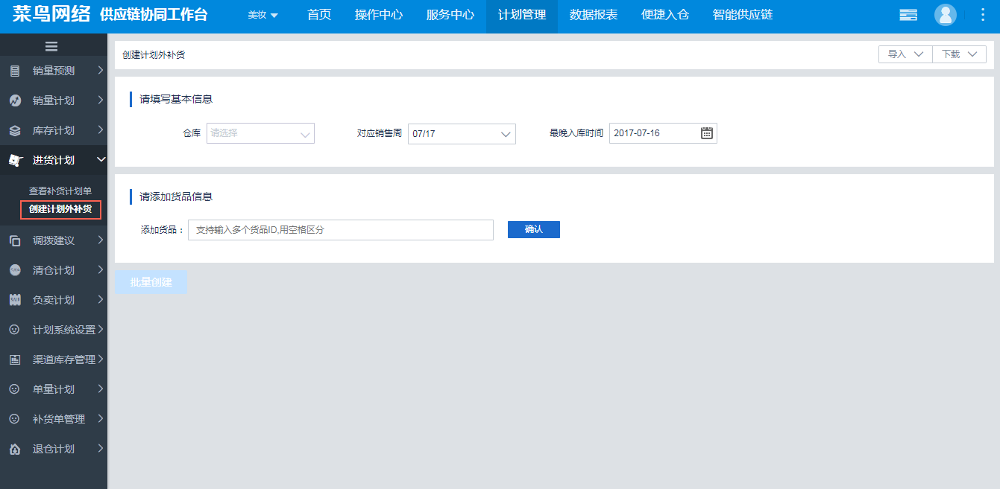 菜鸟网络 供应链协同工作台 美妆 首页 操作中心 服务中心 计划管理 数据报表 便捷入仓 智能供应链
创建计划外补货 导入 下载
销量预测
销量计划
库存计划
进货计划
查看补货计划单
创建计划外补货
调拨建议
清仓计划
负卖计划
计划系统设置
渠道库存管理
单量计划
补货单管理
退仓计划
请填写基本信息
仓库 请选择 对应销售周 07/17 最晚入库时间 2017-07-16
请添加货品信息
添加货品： 支持输入多个货品ID,用空格区分 确认
批量创建